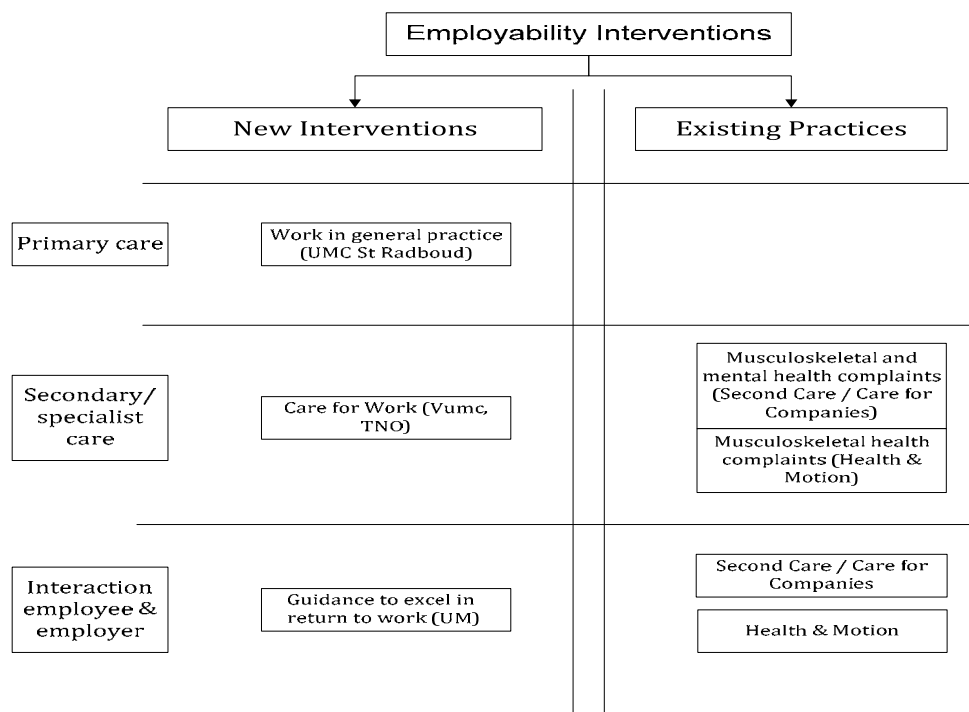 Employability Interventions
New Interventions
Existing Practices
Primary care
Work in general practice
(UMC St Radboud)
Secondary/
specialist
care
Care for Work (Vumc,
TNO)
Musculoskeletal and
mental health complaints
(Second Care / Care for
Companies)
Musculoskeletal health
complaints (Health &
Motion)
Interaction
employee &
employer
Guidance to excel in
return to work (UM)
Second Care / Care for
Companies
Health & Motion